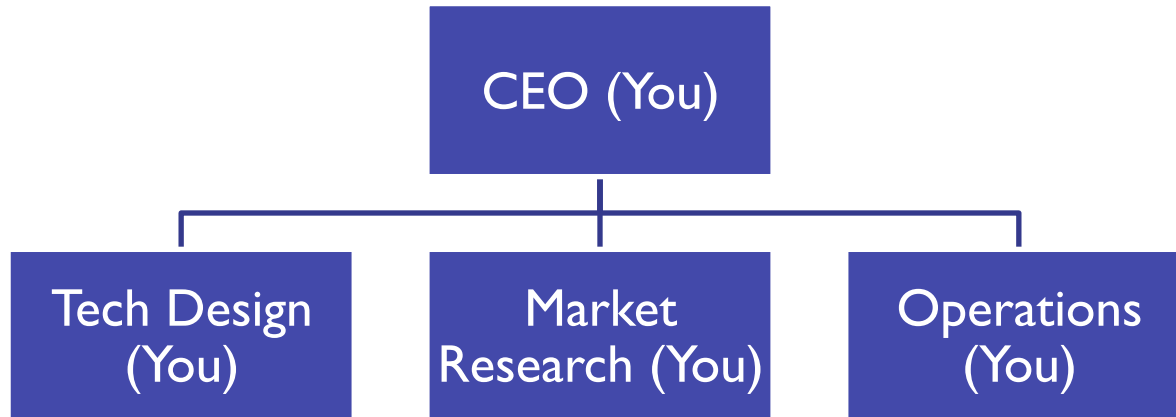 CEO (You)
Tech Design
(You)
Market
Research (You)
Operations
(You)